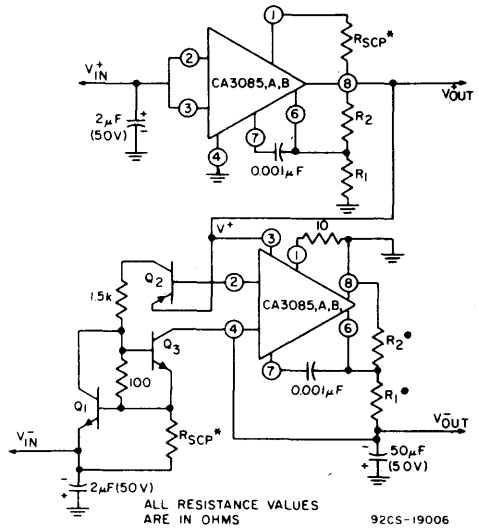 1
RSCP*
V+IN
2
CA3085,A,B
8
V+OUT
3
2μF
(50V)
+
-
6
R2
7
4
0.001μF
R1
V+
10
3
1
Q2
2
CA3085,A,B
8
1.5k
4
6
R2•
Q3
7
0.001μF
100
R1•
Q1
V-IN
RSCP*
V-OUT
-
+
50μF
(50V)
-
+
2μF(50V)
ALL RESISTANCE VALUES
ARE IN OHMS
92CS-19006